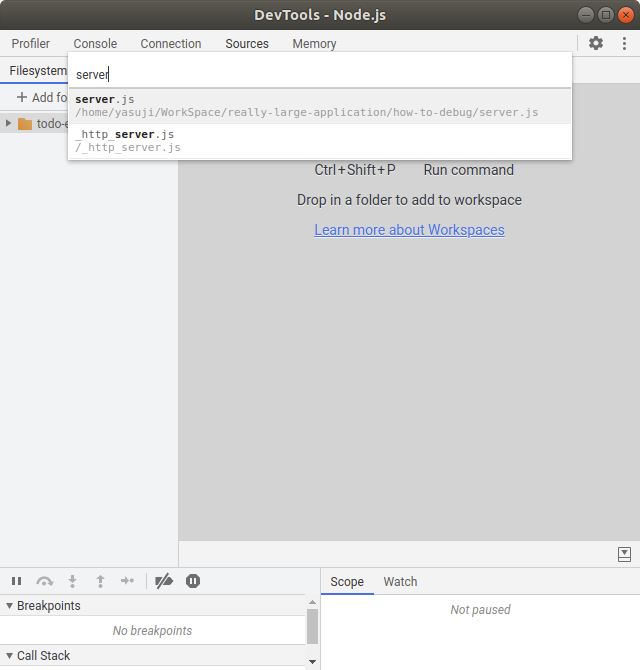 DevTools - Node.js
Profiler Console Connection Sources Memory
Filesystem
server
Add fo
server.js
/home/yasuji/WorkSpace/really-large-application/how-to-debug/server.js
todo-e
_http_server.js
/_http_server.js
Ctrl+Shift+P Run command
Drop in a folder to add to workspace
Learn more about Workspaces
Scope Watch
Breakpoints
Not paused
No breakpoints
Call Stack